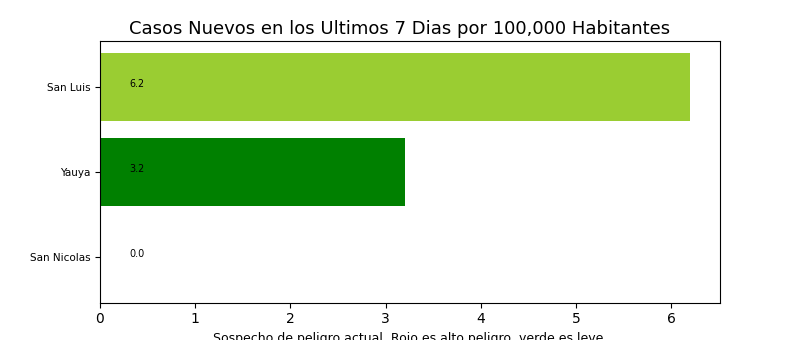 Casos Nuevos en los Ultimos 7 Dias por 100,000 Habitantes
San Luis
6.2
Yauya
3.2
San Nicolas
0.0
0 1 2 3 4 5 6
Sospecho de peligro actual. Rojo es alto peligro, verde es leve